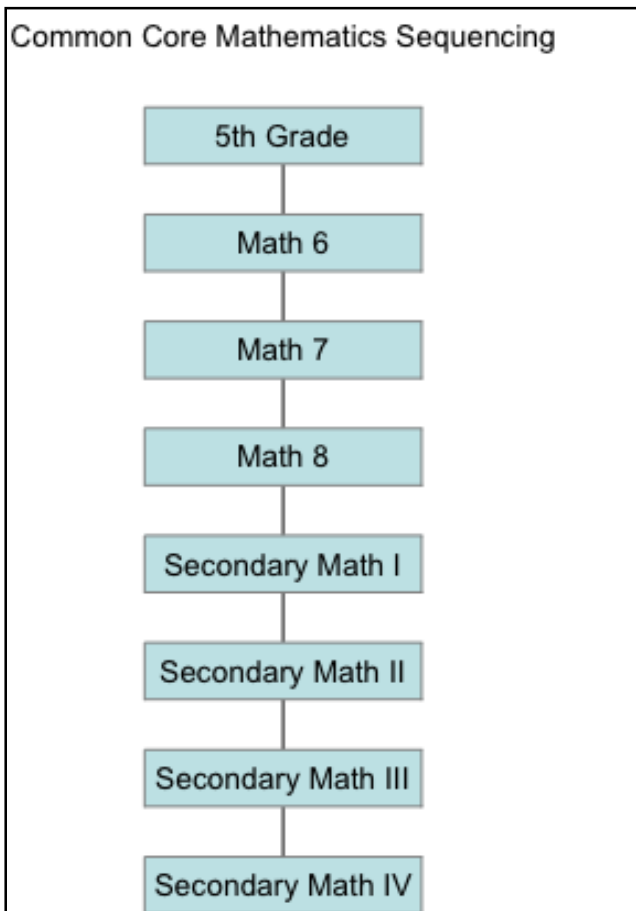 Common Core Mathematics Sequencing
5th Grade
Math 6
Math 7
Math 8
Secondary Math I
Secondary Math II
Secondary Math III
Secondary Math IV